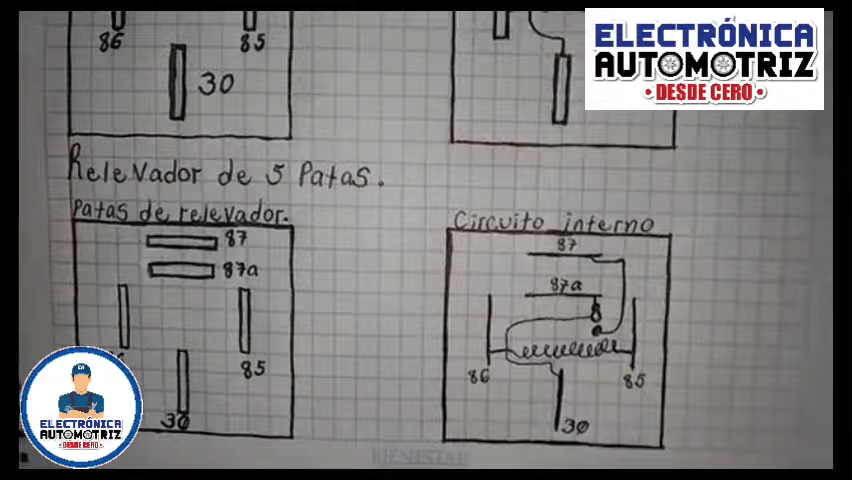 86
85
30
ELECTRÓNICA
AUTOMOTRIZ
• DESDE CERO •
Relevador de 5 Patas.
Patas de relevador.
87
87a
85
30
Circuito interno
87
87a
86
85
30
ELECTRÓNICA
AUTOMOTRIZ
DESDE CERO
BIENESTAR